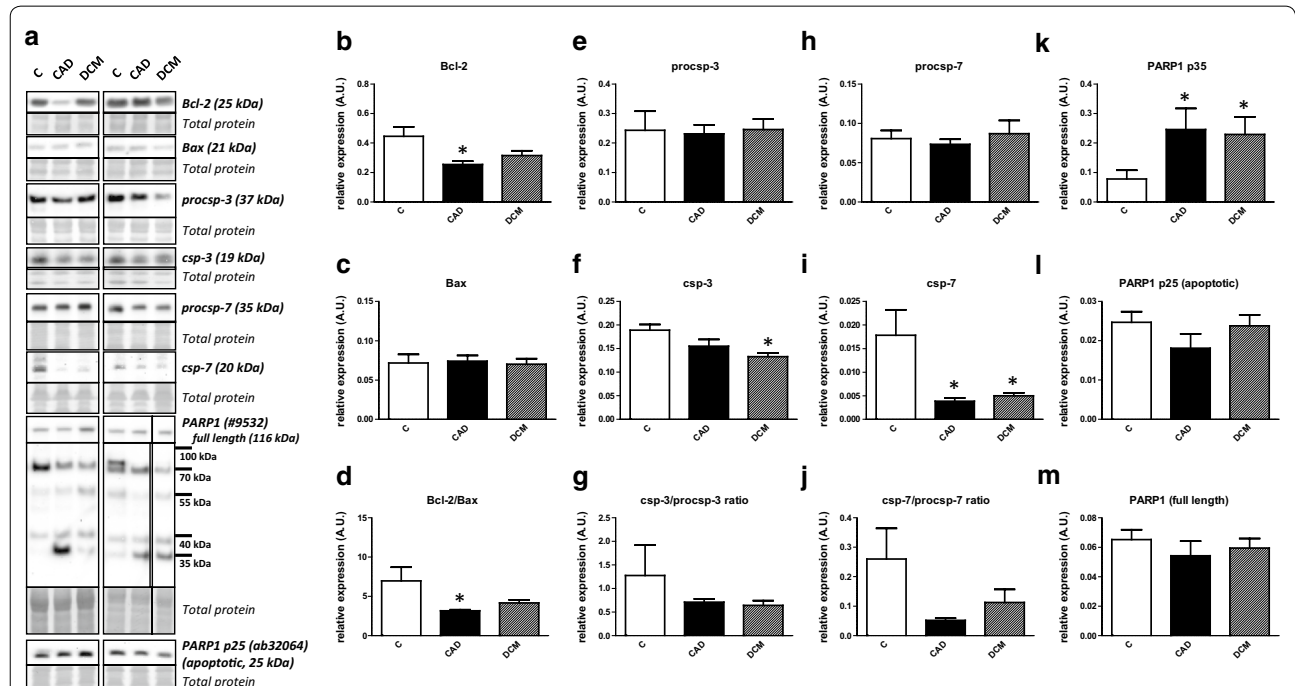 a
C CAD DCM C CAD DCM
Bcl-2 (25 kDa)
Total protein
Bax (21 kDa)
Total protein
procsp-3 (37 kDa)
Total protein
csp-3 (19 kDa)
Total protein
procsp-7 (35 kDa)
Total protein
csp-7 (20 kDa)
Total protein
PARP1 (#9532)
full length (116 kDa)
100 kDa
70 kDa
55 kDa
40 kDa
35 kDa
Total protein
PARP1 p25 (ab32064)
(apoptotic, 25 kDa)
Total protein
b
Bcl-2
relative expression (A.U.)
0.8
0.6
0.4
0.2
0.0
*
C CAD DCM
e
procsp-3
relative expression (A.U.)
0.4
0.3
0.2
0.1
0.0
C CAD DCM
h
procsp-7
relative expression (A.U.)
0.15
0.10
0.05
0.00
C CAD DCM
k
PARP1 p35
relative expression (A.U.)
0.4
0.3
0.2
0.1
0.0
* *
C CAD DCM
c
Bax
relative expression (A.U.)
0.15
0.10
0.05
0.00
C CAD DCM
f
csp-3
relative expression (A.U.)
0.25
0.20
0.15
0.10
0.05
0.00
*
C CAD DCM
i
csp-7
relative expression (A.U.)
0.025
0.020
0.015
0.010
0.005
0.000
* *
C CAD DCM
l
PARP1 p25 (apoptotic)
relative expression (A.U.)
0.04
0.03
0.02
0.01
0.00
C CAD DCM
d
Bcl-2/Bax
relative expression (A.U.)
15
10
5
0
*
C CAD DCM
g
csp-3/procsp-3 ratio
relative expression (A.U.)
2.5
2.0
1.5
1.0
0.5
0.0
C CAD DCM
j
csp-7/procsp-7 ratio
relative expression (A.U.)
0.4
0.3
0.2
0.1
0.0
C CAD DCM
m
PARP1 (full length)
relative expression (A.U.)
0.10
0.08
0.06
0.04
0.02
0.00
C CAD DCM